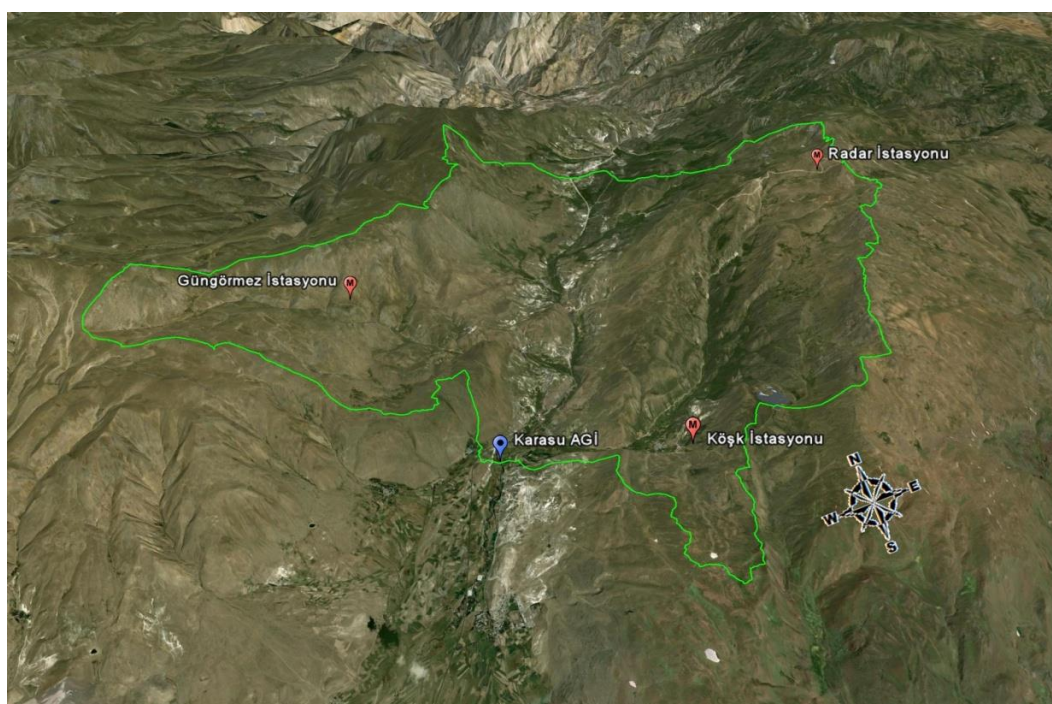 Radar İstasyonu
M
Güngörmez İstasyonu
M
Karasu AGİ
M
Köşk İstasyonu
N
E
W
S